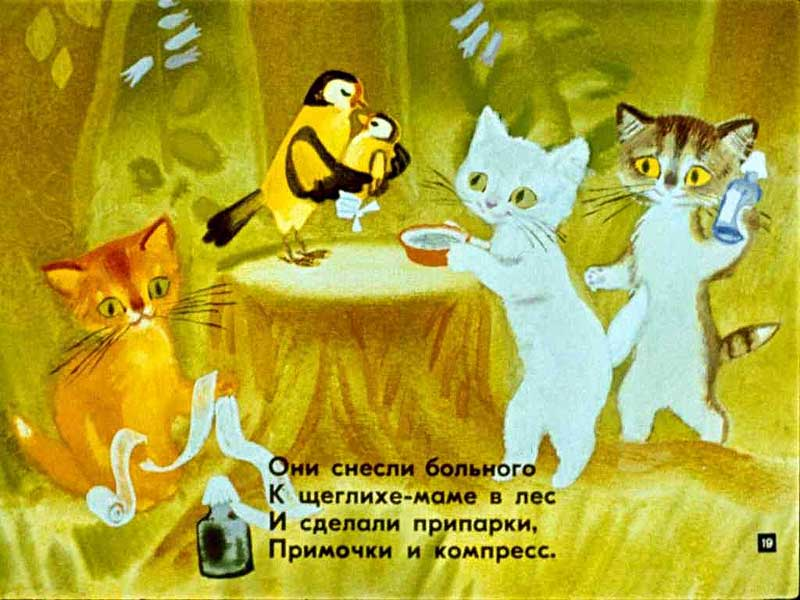 Они снесли больного
К щеглихе-маме в лес
И сделали припарки,
Примочки и компресс.
19